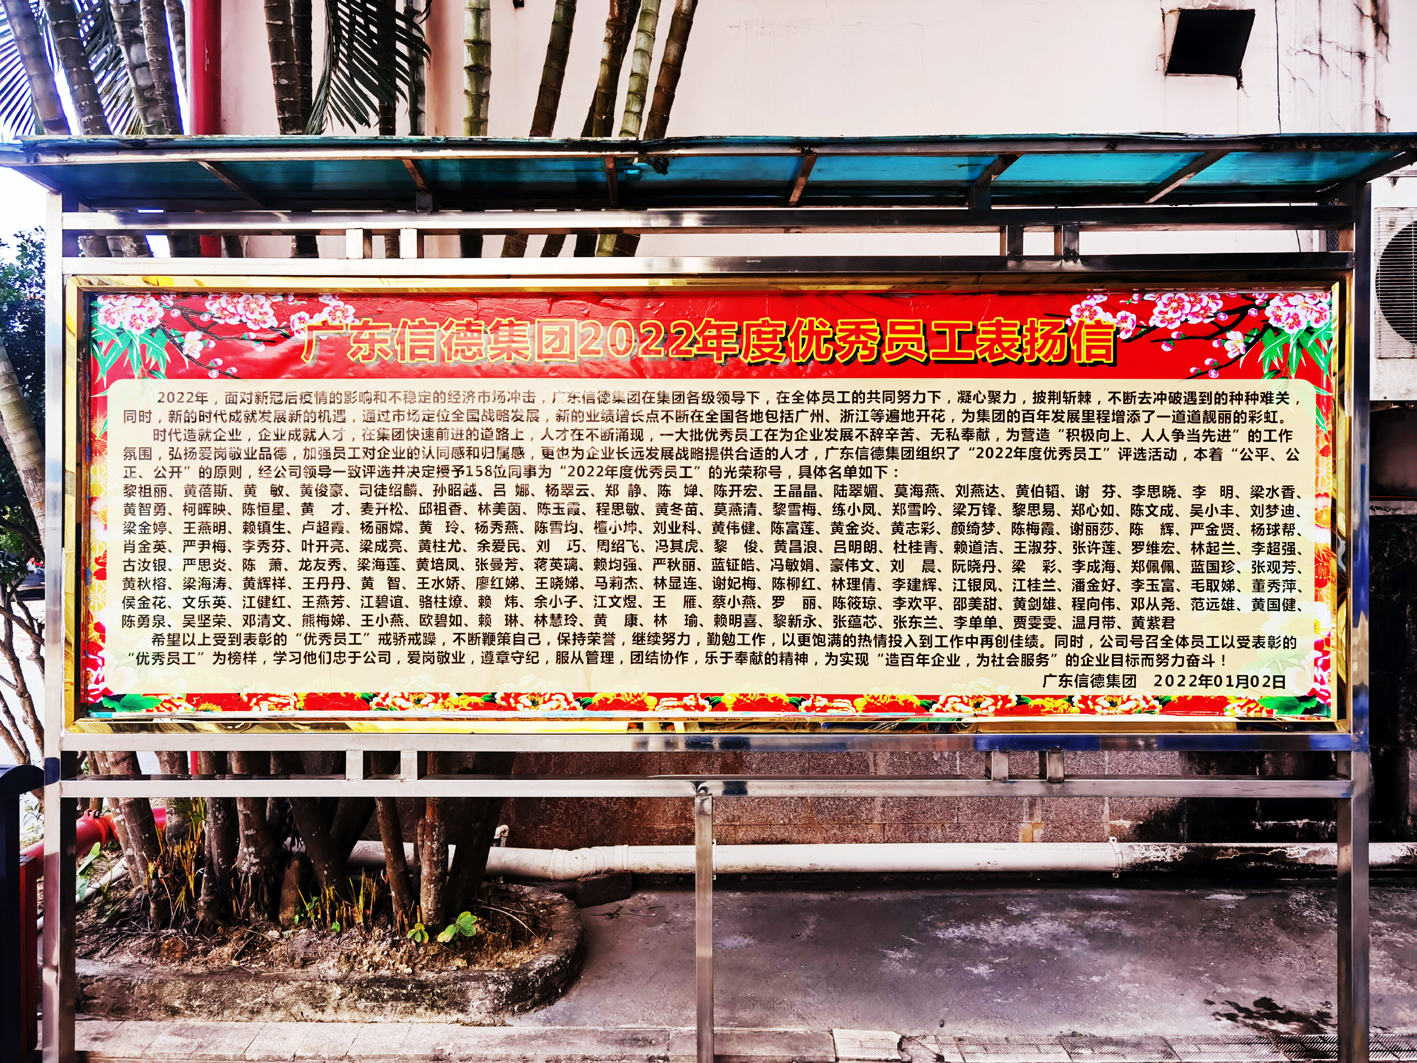 广东信德集团2022年度优秀员工表扬信
2022年，面对新冠后疫情的影响和不稳定的经济市场冲击，广东信德集团在集团各级领导下，在全体员工的共同努力下，凝心聚力，披荆斩棘，不断去冲破遇到的种种难关，
同时，新的时代成就发展新的机遇，通过市场定位全国战略发展，新的业绩增长点不断在全国各地包括广州、浙江等遍地开花，为集团的百年发展里程增添了一道道靓丽的彩虹。
时代造就企业，企业成就人才，在集团快速前进的道路上，人才在不断涌现，一大批优秀员工在为企业发展不辞辛苦、无私奉献，为营造“积极向上、人人争当先进”的工作
氛围，弘扬爱岗敬业品德，加强员工对企业的认同感和归属感，更也为企业长远发展战略提供合适的人才，广东信德集团组织了“2022年度优秀员工”评选活动，本着“公平、公
正、公开”的原则，经公司领导一致评选并决定授予158位同事为“2022年度优秀员工”的光荣称号，具体名单如下：
黎祖丽、黄蓓斯、黄　敏、黄俊豪、司徒绍麟、孙昭越、吕　娜、杨翠云、郑　静、陈　婵、陈开宏、王晶晶、陆翠媚、莫海燕、刘燕达、黄伯韬、谢　芬、李思晓、李　明、梁水香、
黄智勇、柯晖映、陈恒星、黄　才、麦升松、邱祖香、林美茵、陈玉霞、程思敏、黄冬苗、莫燕清、黎雪梅、练小凤、郑雪吟、梁万锋、黎思易、郑心如、陈文成、吴小丰、刘梦迪、
梁金婷、王燕明、赖镇生、卢超霞、杨丽嫦、黄　玲、杨秀燕、陈雪均、檀小坤、刘业科、黄伟健、陈富莲、黄金炎、黄志彩、颜绮梦、陈梅霞、谢丽莎、陈　辉、严金贤、杨球帮、
肖金英、严尹梅、李秀芬、叶开亮、梁成亮、黄柱尤、余爱民、刘　巧、周绍飞、冯其虎、黎　俊、黄昌浪、吕明朗、杜桂青、赖道洁、王淑芬、张许莲、罗维宏、林起兰、李超强、
古汝银、严思炎、陈　萧、龙友秀、梁海莲、黄培凤、张曼芳、蒋英璃、赖均强、严秋丽、蓝钲皓、冯敏娟、豪伟文、刘　晨、阮晓丹、梁　彩、李成海、郑佩佩、蓝国珍、张观芳、
黄秋榕、梁海涛、黄辉祥、王丹丹、黄　智、王水娇、廖红娣、王晓娣、马莉杰、林显连、谢妃梅、陈柳红、林理倩、李建辉、江银凤、江桂兰、潘金好、李玉富、毛取娣、董秀萍、
侯金花、文乐英、江健红、王燕芳、江碧谊、骆柱燎、赖　炜、余小子、江文煜、王　雁、蔡小燕、罗　丽、陈筱琼、李欢平、邵美甜、黄剑雄、程向伟、邓从尧、范远雄、黄国健、
陈勇泉、吴坚荣、邓清文、熊梅娣、王小燕、欧碧如、赖　琳、林慧玲、黄　康、林　瑜、赖明喜、黎新永、张蕴芯、张东兰、李单单、贾雯雯、温月带、黄紫君
希望以上受到表彰的“优秀员工”戒骄戒躁，不断鞭策自己，保持荣誉，继续努力，勤勉工作，以更饱满的热情投入到工作中再创佳绩。同时，公司号召全体员工以受表彰的
“优秀员工”为榜样，学习他们忠于公司，爱岗敬业，遵章守纪，服从管理，团结协作，乐于奉献的精神，为实现“造百年企业，为社会服务”的企业目标而努力奋斗！
广东信德集团　2022年01月02日